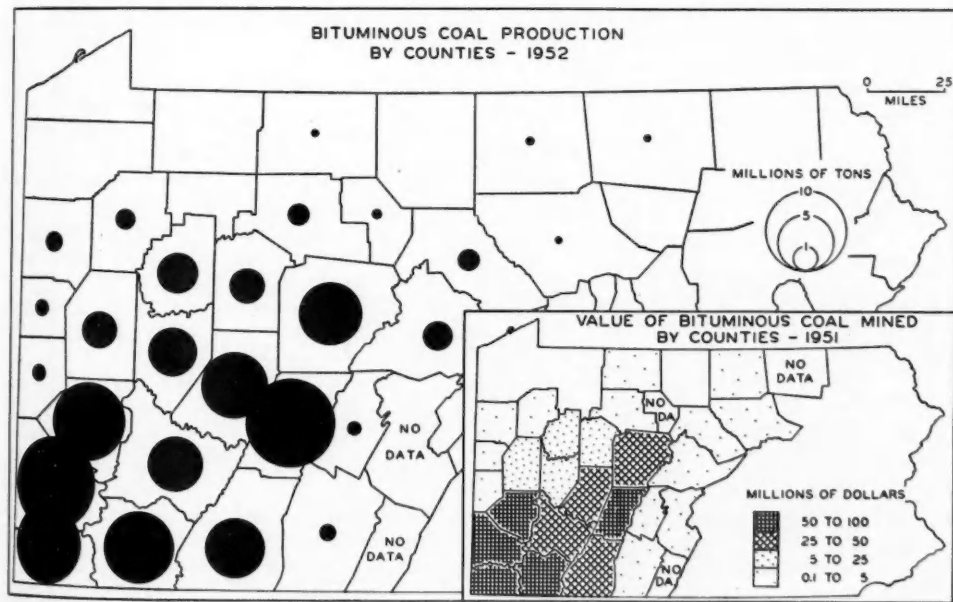 BITUMINOUS COAL PRODUCTION
BY COUNTIES - 1952
0 25
MILES
MILLIONS OF TONS
10
5
1
NO
DATA
NO
DATA
VALUE OF BITUMINOUS COAL MINED
BY COUNTIES - 1951
NO
DATA
NO
DA.
NO
DA.
MILLIONS OF DOLLARS
50 TO 100
25 TO 50
5 TO 25
0.1 TO 5